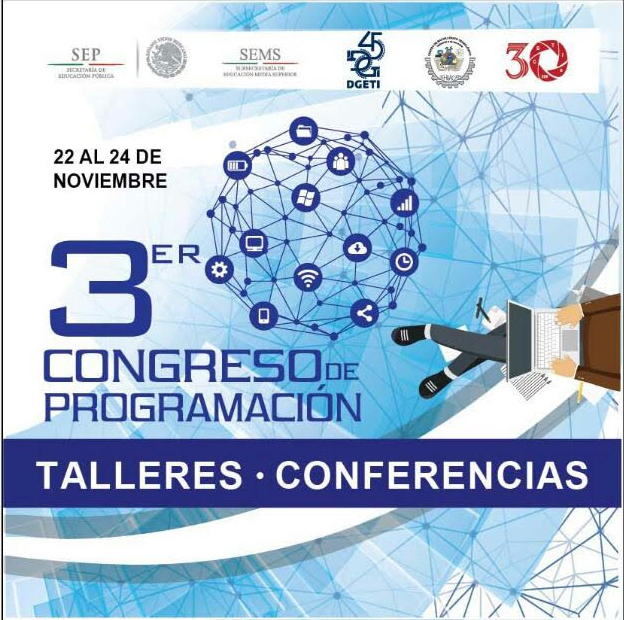 SEP
SECRETARÍA DE
EDUCACIÓN PÚBLICA
SEMS
SUBSECRETARÍA DE
EDUCACIÓN MEDIA SUPERIOR
45
DGETI
30
22 AL 24 DE
NOVIEMBRE
3ER
CONGRESO DE
PROGRAMACIÓN
TALLERES · CONFERENCIAS